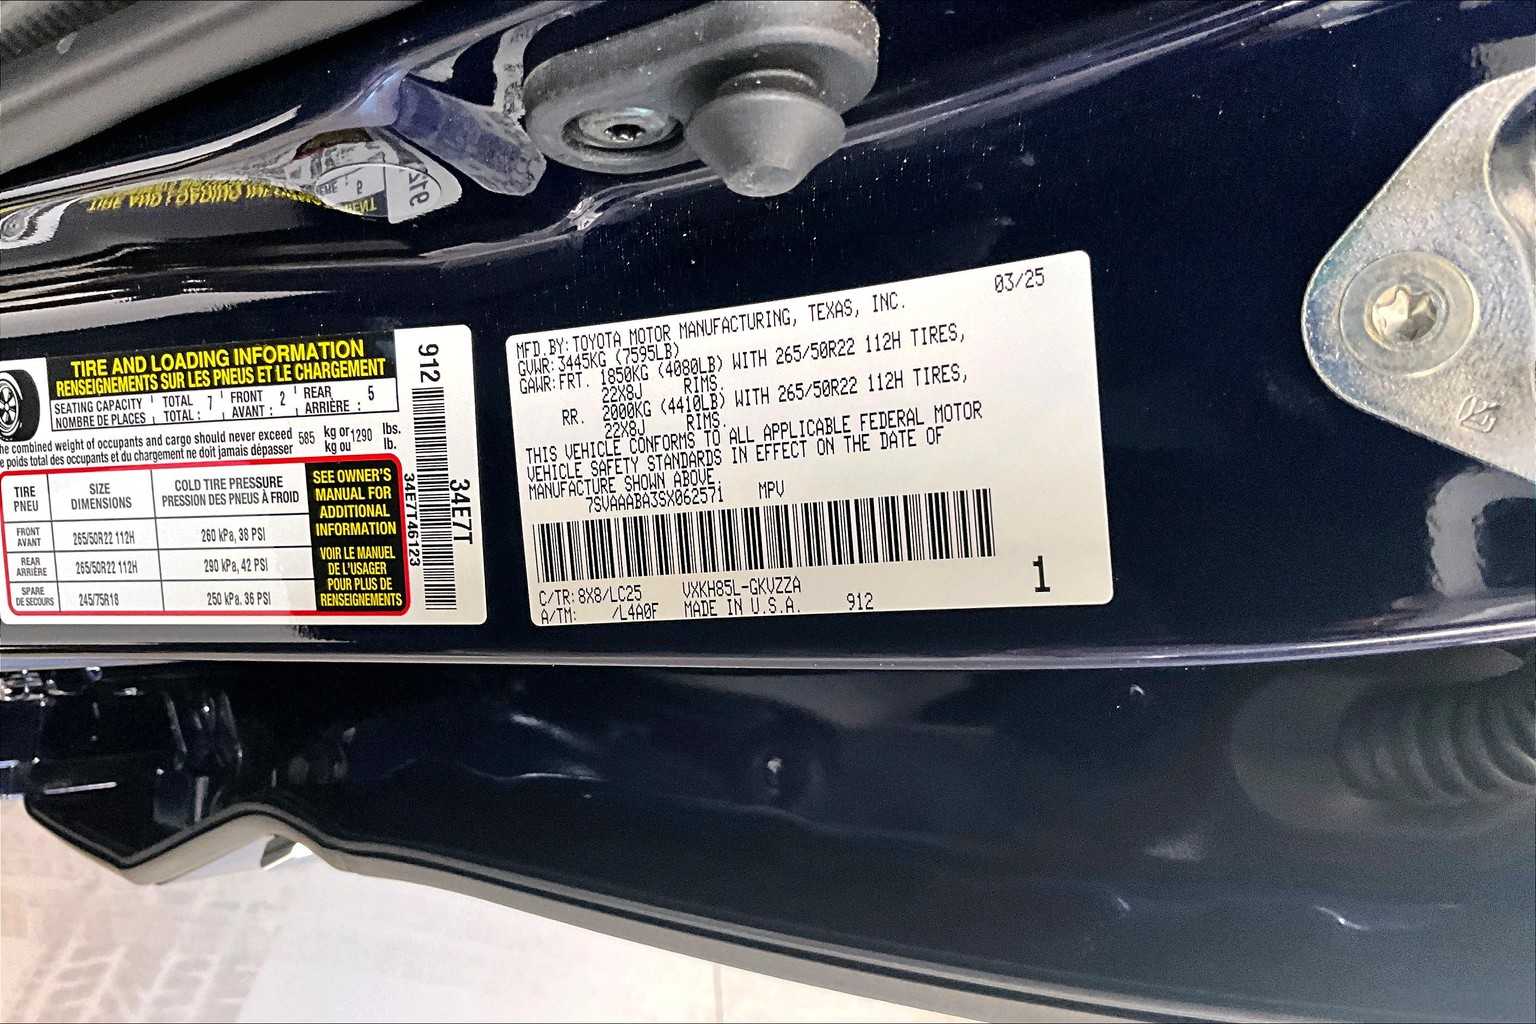 TIRE AND LOADING INFORMATION
RENSEIGNEMENTS SUR LES PNEUS ET LE CHARGEMENT
SEATING CAPACITY TOTAL 7 FRONT 2 REAR 5
NOMBRE DE PLACES TOTAL : AVANT : ARRIÈRE :
he combined weight of occupants and cargo should never exceed 585 kg or 1290 lbs.
e poids total des occupants et du chargement ne doit jamais dépasser kg ou lb.
TIRE SIZE COLD TIRE PRESSURE
PNEU DIMENSIONS PRESSION DES PNEUS À FROID
FRONT AVANT 265/50R22 112H 260 kPa, 38 PSI
REAR ARRIÈRE 265/50R22 112H 290 kPa, 42 PSI
SPARE DE SECOURS 245/75R18 250 kPa, 36 PSI
SEE OWNER'S
MANUAL FOR
ADDITIONAL
INFORMATION
VOIR LE MANUEL
DE L'USAGER
POUR PLUS DE
RENSEIGNEMENTS
912
34E7T
34E7T46123
03/25
MFD.BY:TOYOTA MOTOR MANUFACTURING, TEXAS, INC.
GVWR:3445KG (7595LB)
GAWR:FRT. 1850KG (4080LB) WITH 265/50R22 112H TIRES,
22X8J RIMS.
RR. 2000KG (4410LB) WITH 265/50R22 112H TIRES,
22X8J RIMS.
THIS VEHICLE CONFORMS TO ALL APPLICABLE FEDERAL MOTOR
VEHICLE SAFETY STANDARDS IN EFFECT ON THE DATE OF
MANUFACTURE SHOWN ABOVE.
7SVAAABA3SX062571 MPV
C/TR:8X8/LC25 VXKH85L-GKVZZA
A/TM: /L4A0F MADE IN U.S.A. 912
1